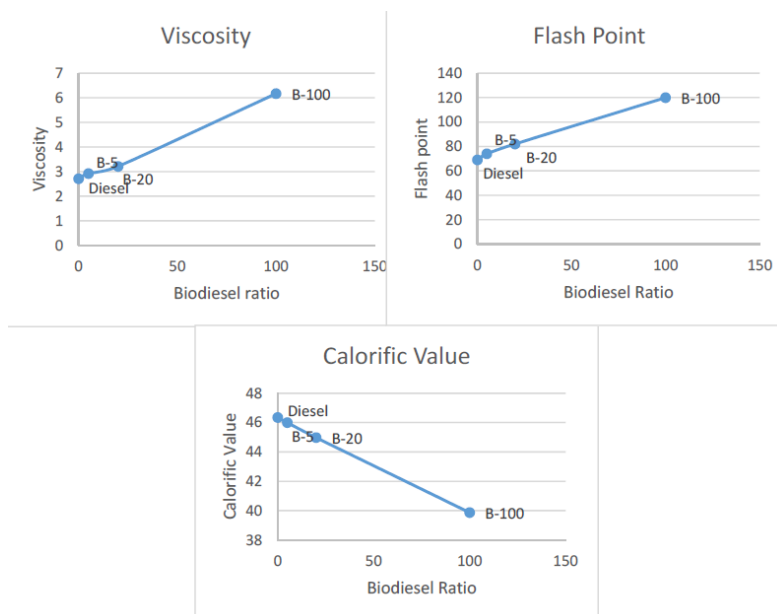 Viscosity
7
6
5
4
3
2
1
0
Viscosity
B-100
B-5
B-20
Diesel
0 50 100 150
Biodiesel ratio
Flash Point
140
120
100
80
60
40
20
0
Flash point
B-100
B-5
B-20
Diesel
0 50 100 150
Biodiesel Ratio
Calorific Value
48
46
44
42
40
38
Calorific Value
Diesel
B-5 B-20
B-100
0 50 100 150
Biodiesel Ratio